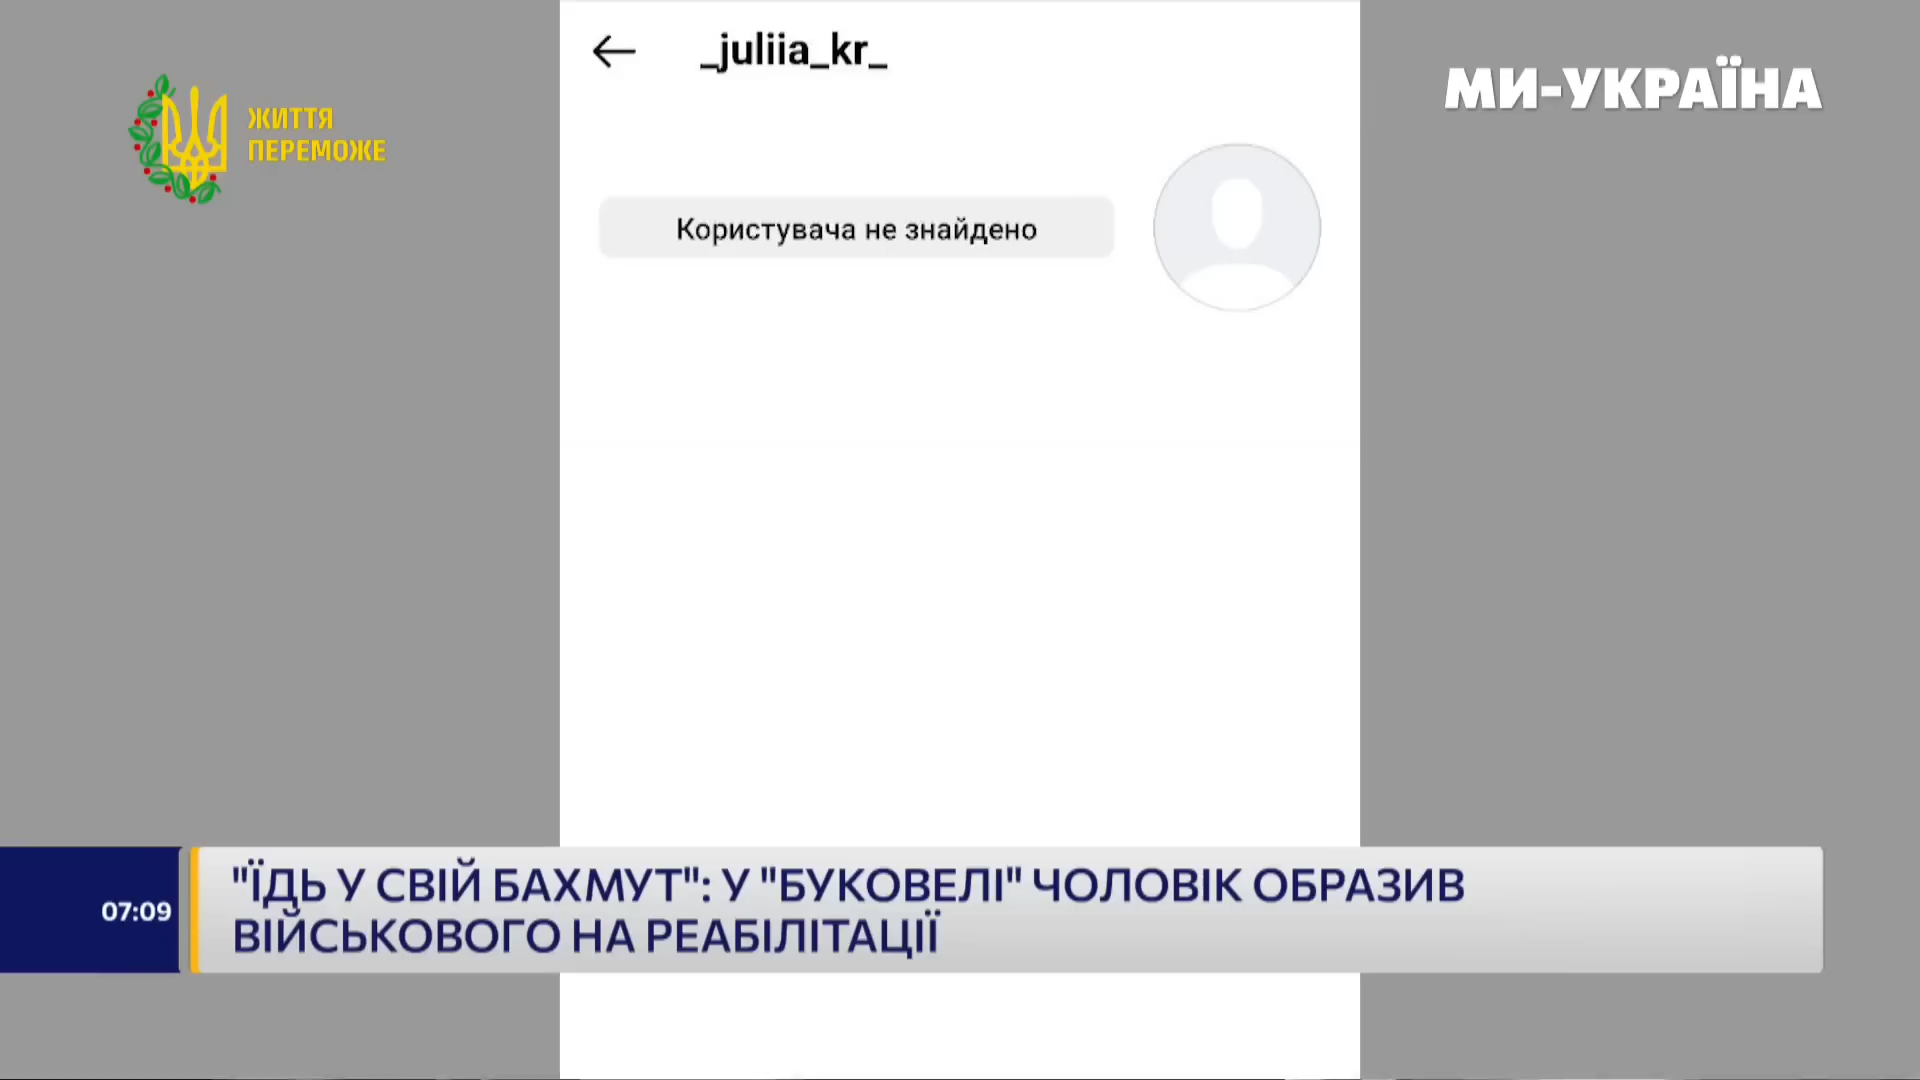 _juliia_kr_
ЖИТТЯ
ПЕРЕМОЖЕ
МИ-УКРАЇНА
Користувача не знайдено
07:09
"ЇДЬ У СВІЙ БАХМУТ": У "БУКОВЕЛІ" ЧОЛОВІК ОБРАЗИВ
ВІЙСЬКОВОГО НА РЕАБІЛІТАЦІЇ